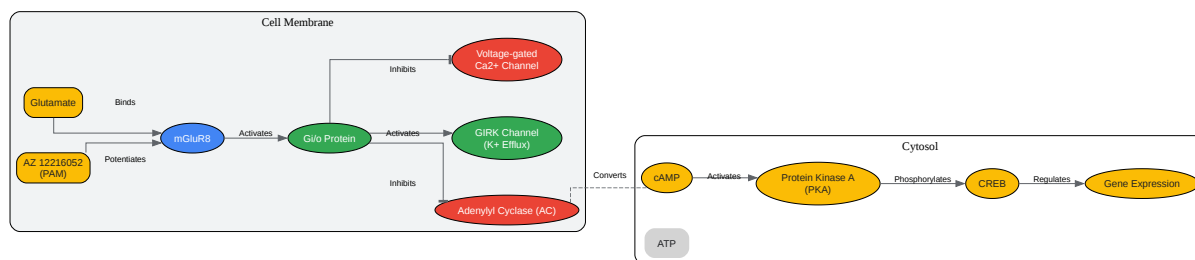 Cell Membrane
Voltage-gated
Ca2+ Channel
Inhibits
Glutamate
Binds
mGluR8
Activates
Gi/o Protein
Activates
GIRK Channel
(K+ Efflux)
AZ 12216052
(PAM)
Potentiates
Inhibits
Adenylyl Cyclase (AC)
Converts
Cytosol
cAMP
Activates
Protein Kinase A
(PKA)
Phosphorylates
CREB
Regulates
Gene Expression
ATP